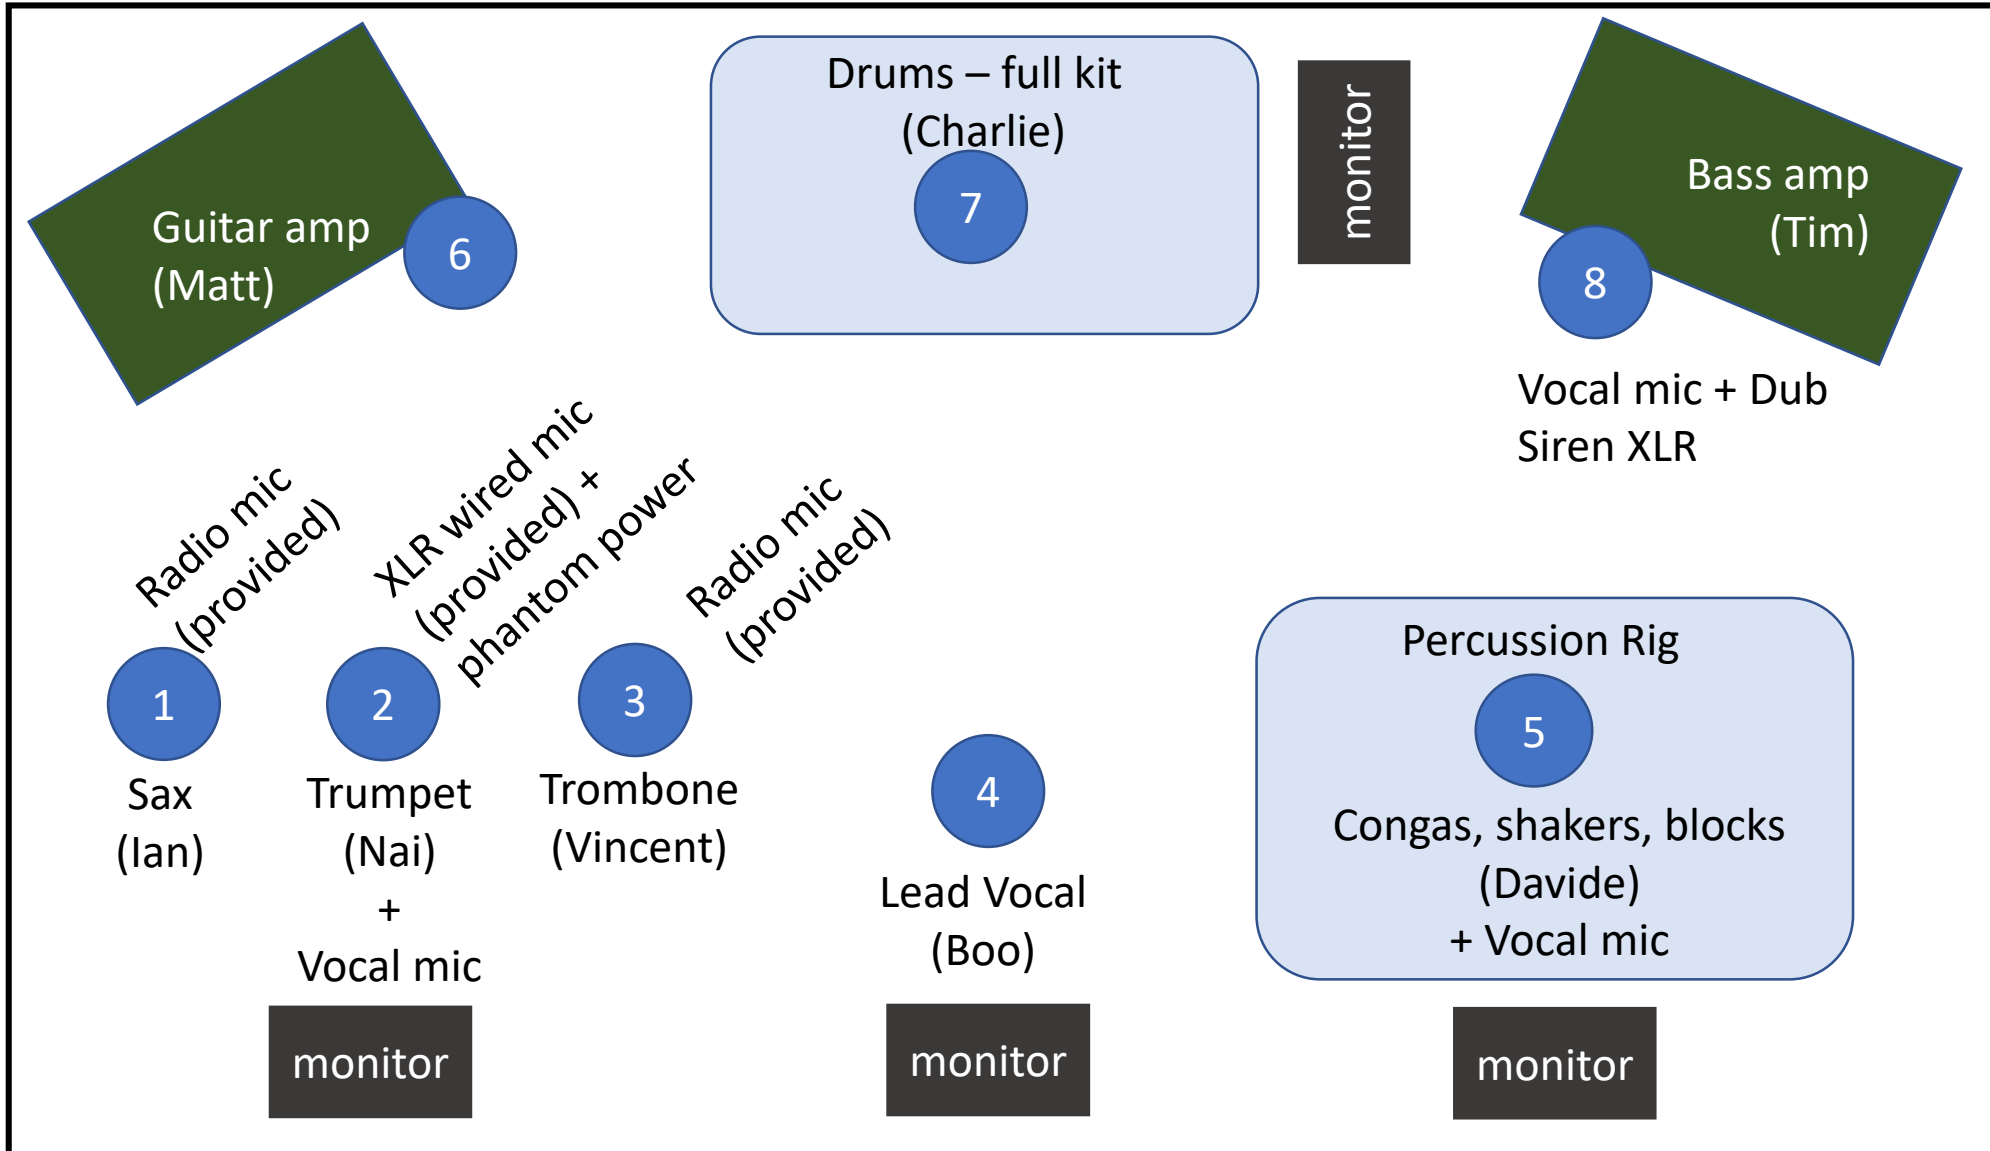 Drums – full kit
(Charlie)
7
monitor
Bass amp
(Tim)
8
Vocal mic + Dub
Siren XLR
Guitar amp
(Matt)
6
Radio mic
(provided)
XLR wired mic
(provided) +
phantom power
Radio mic
(provided)
1
Sax
(Ian)
2
Trumpet
(Nai)
+
Vocal mic
3
Trombone
(Vincent)
4
Lead Vocal
(Boo)
Percussion Rig
5
Congas, shakers, blocks
(Davide)
+ Vocal mic
monitor
monitor
monitor